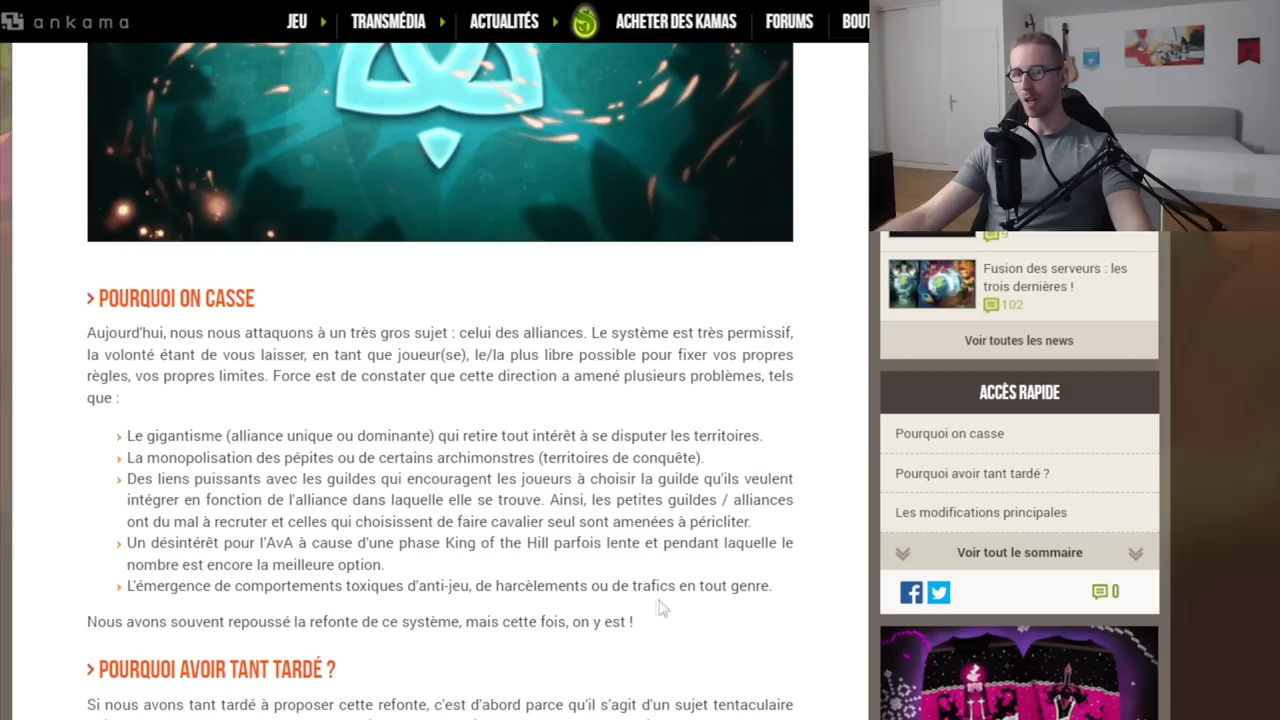 ankama
JEU
TRANSMÉDIA
ACTUALITÉS
ACHETER DES KAMAS
FORUMS
BOUT
POURQUOI ON CASSE
Aujourd'hui, nous nous attaquons à un très gros sujet : celui des alliances. Le système est très permissif,
la volonté étant de vous laisser, en tant que joueur(se), le/la plus libre possible pour fixer vos propres
règles, vos propres limites. Force est de constater que cette direction a amené plusieurs problèmes, tels
que :
Le gigantisme (alliance unique ou dominante) qui retire tout intérêt à se disputer les territoires.
La monopolisation des pépites ou de certains archimonstres (territoires de conquête).
Des liens puissants avec les guildes qui encouragent les joueurs à choisir la guilde qu'ils veulent
intégrer en fonction de l'alliance dans laquelle elle se trouve. Ainsi, les petites guildes / alliances
ont du mal à recruter et celles qui choisissent de faire cavalier seul sont amenées à péricliter.
Un désintérêt pour l'AvA à cause d'une phase King of the Hill parfois lente et pendant laquelle le
nombre est encore la meilleure option.
L'émergence de comportements toxiques d'anti-jeu, de harcèlements ou de trafics en tout genre.
Nous avons souvent repoussé la refonte de ce système, mais cette fois, on y est !
POURQUOI AVOIR TANT TARDÉ ?
Si nous avons tant tardé à proposer cette refonte, c'est d'abord parce qu'il s'agit d'un sujet tentaculaire
9
Fusion des serveurs : les
trois dernières !
102
Voir toutes les news
ACCÈS RAPIDE
Pourquoi on casse
Pourquoi avoir tant tardé ?
Les modifications principales
Voir tout le sommaire
0